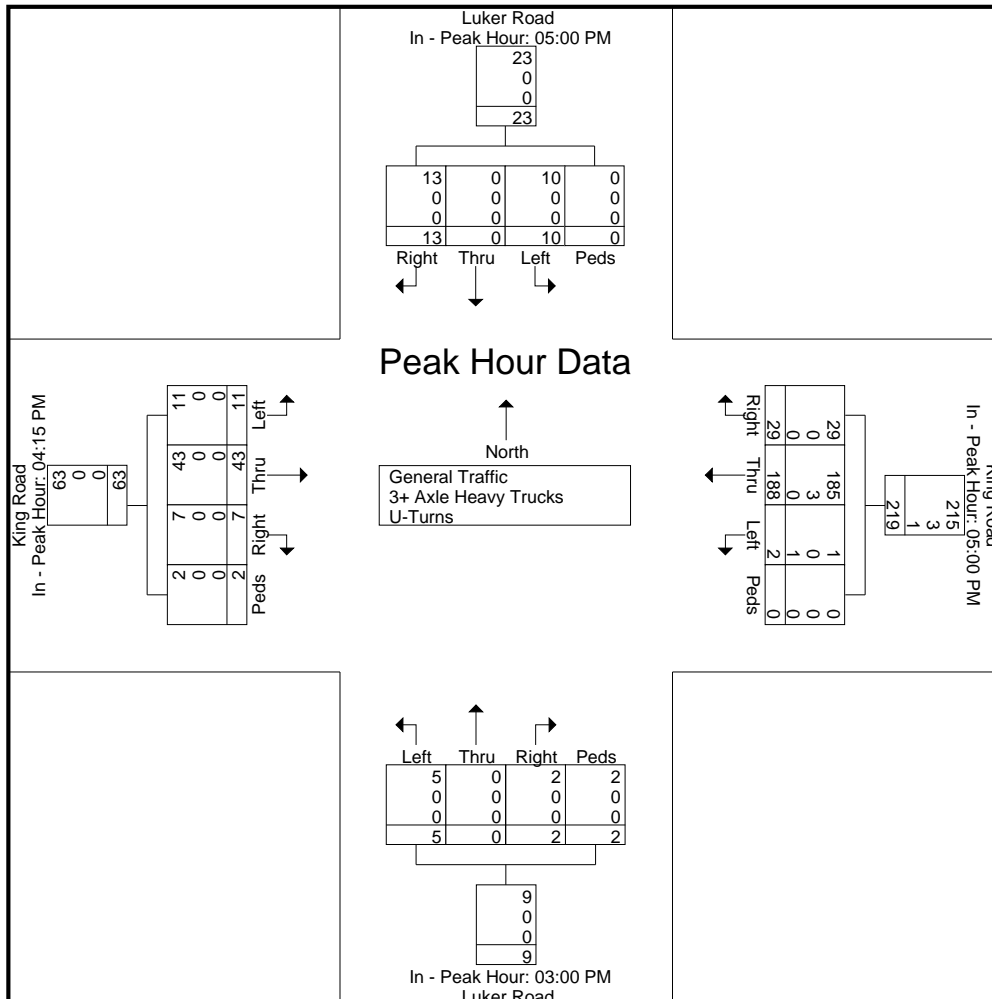 Luker Road
In - Peak Hour: 05:00 PM
23
0
0
23
13 0 10 0
0 0 0 0
0 0 0 0
13 0 10 0
Right Thru Left Peds
Peak Hour Data
North
General Traffic
3+ Axle Heavy Trucks
U-Turns
King Road
In - Peak Hour: 04:15 PM
63
0
0
63
11 0 0 11
Left
43 0 0 43
Thru
7 0 0 7
Right
2 0 0 2
Peds
King Road
In - Peak Hour: 05:00 PM
215
3
1
219
29 0 0 29
Right
185 3 0 188
Thru
1 0 1 2
Left
0 0 0 0
Peds
Left Thru Right Peds
5 0 2 2
0 0 0 0
0 0 0 0
5 0 2 2
9
0
0
9
In - Peak Hour: 03:00 PM
Luker Road